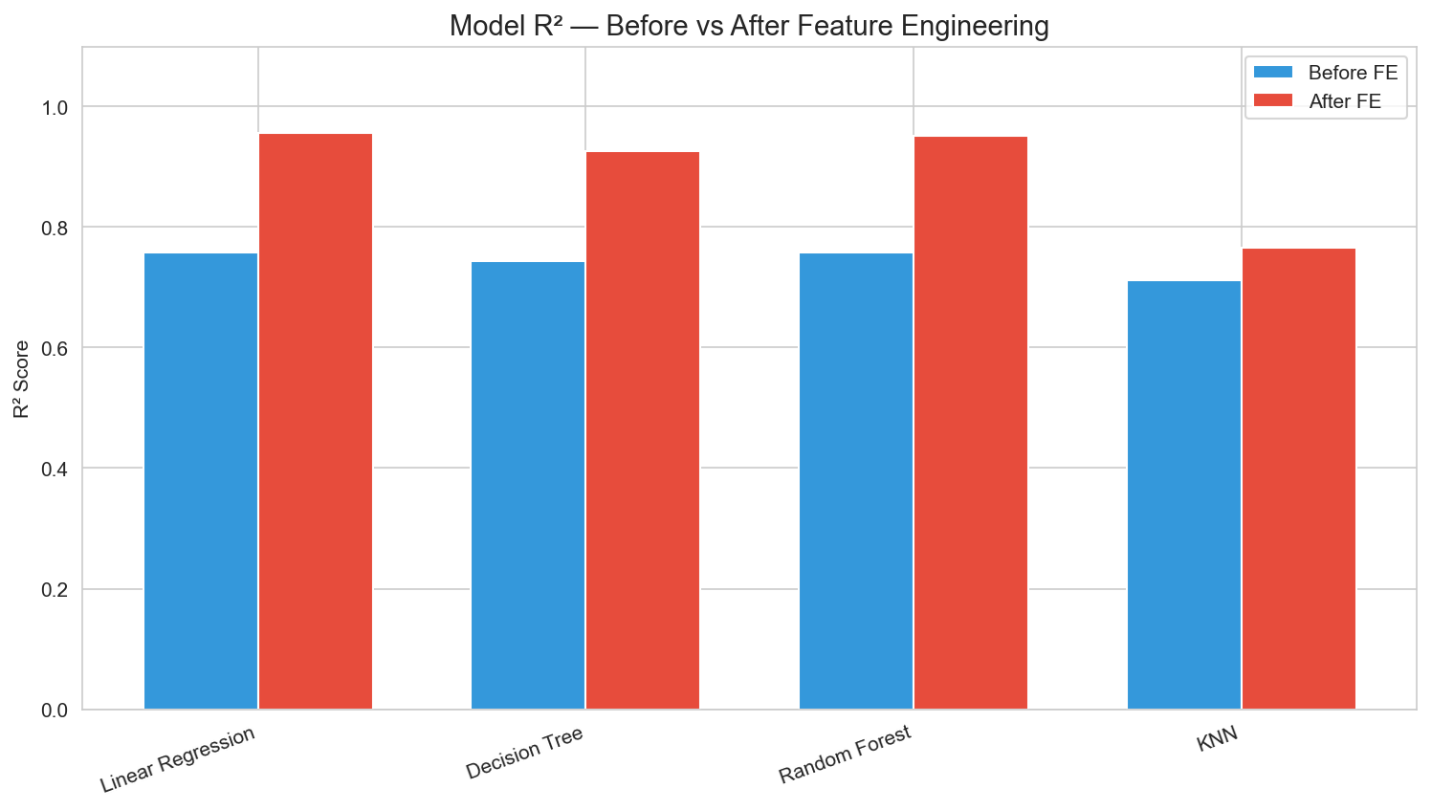 Model R² — Before vs After Feature Engineering
Before FE
After FE
R² Score
1.0
0.8
0.6
0.4
0.2
0.0
Linear Regression
Decision Tree
Random Forest
KNN